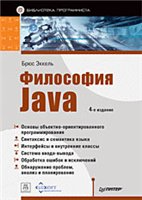 БИБЛИОТЕКА ПРОГРАММИСТА
Брюс Эккель
Философия
Java
4-е издание
Основы объектно-ориентированного
программирования
Синтаксис и семантика языка
Интерфейсы и внутренние классы
Система ввода-вывода
Обработка ошибок и исключений
Обнаружение проблем,
анализ и планирование
ПИТЕР